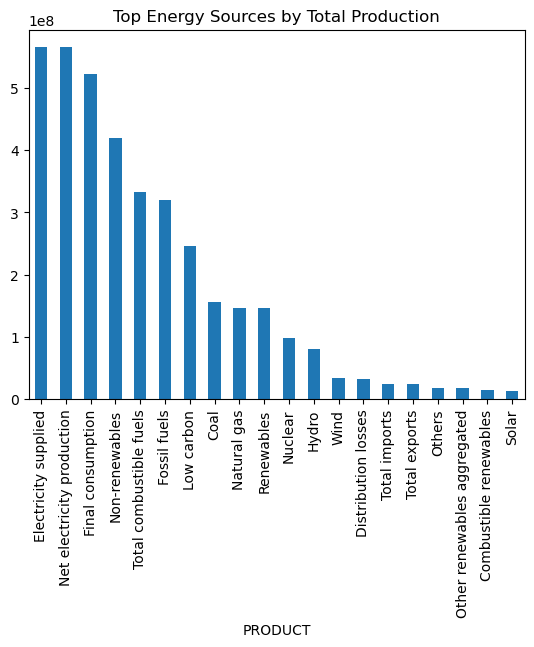 Top Energy Sources by Total Production
1e8
5
4
3
2
1
0
Electricity supplied
Net electricity production
Final consumption
Non-renewables
Total combustible fuels
Fossil fuels
Low carbon
Coal
Natural gas
Renewables
Nuclear
Hydro
Wind
Distribution losses
Total imports
Total exports
Others
Other renewables aggregated
Combustible renewables
Solar
PRODUCT